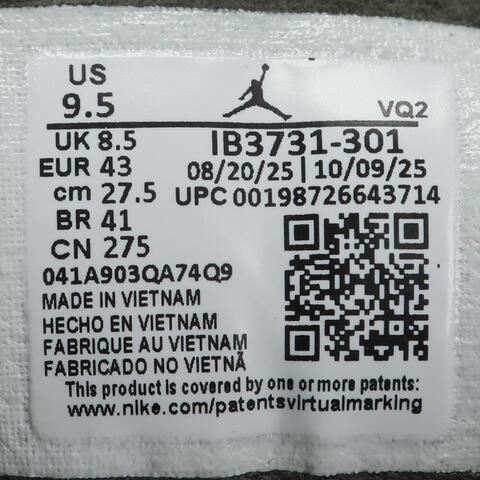 US
9.5
VQ2
UK 8.5
IB3731-301
EUR 43
08/20/25 | 10/09/25
cm 27.5
UPC 00198726643714
BR 41
CN 275
041A903QA74Q9
MADE IN VIETNAM
HECHO EN VIETNAM
FABRIQUE AU VIETNAM
FABRICADO NO VIETNÃ
This product is covered by one or more patents:
www.nike.com/patentsvirtualmarking